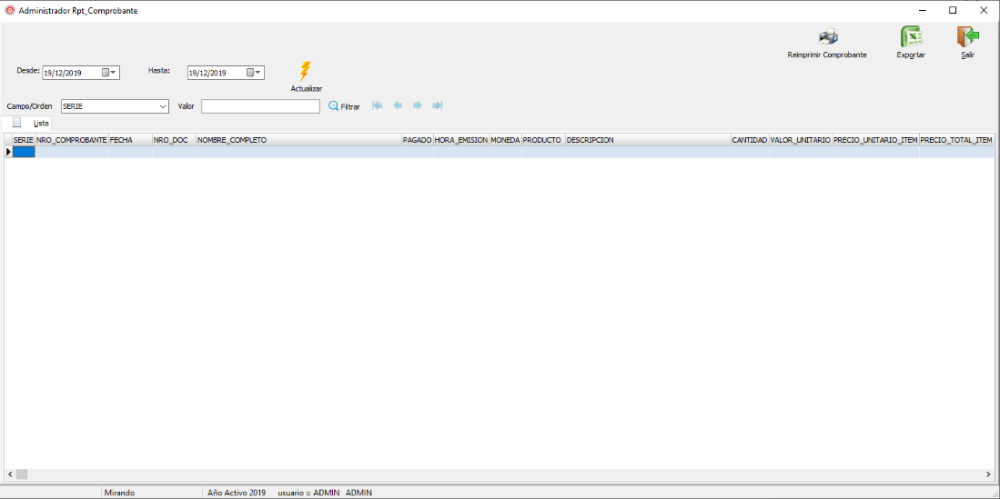 Administrador Rpt_Comprobante
Reimprimir Comprobante Exportar Salir
Desde: 19/12/2019 Hasta: 19/12/2019
Actualizar
Campo/Orden SERIE Valor Filtrar
Lista
SERIE NRO_COMPROBANTE FECHA NRO_DOC NOMBRE_COMPLETO PAGADO HORA_EMISION MONEDA PRODUCTO DESCRIPCION CANTIDAD VALOR_UNITARIO PRECIO_UNITARIO_ITEM PRECIO_TOTAL_ITEM
Mirando Año Activo 2019 usuario = ADMIN ADMIN